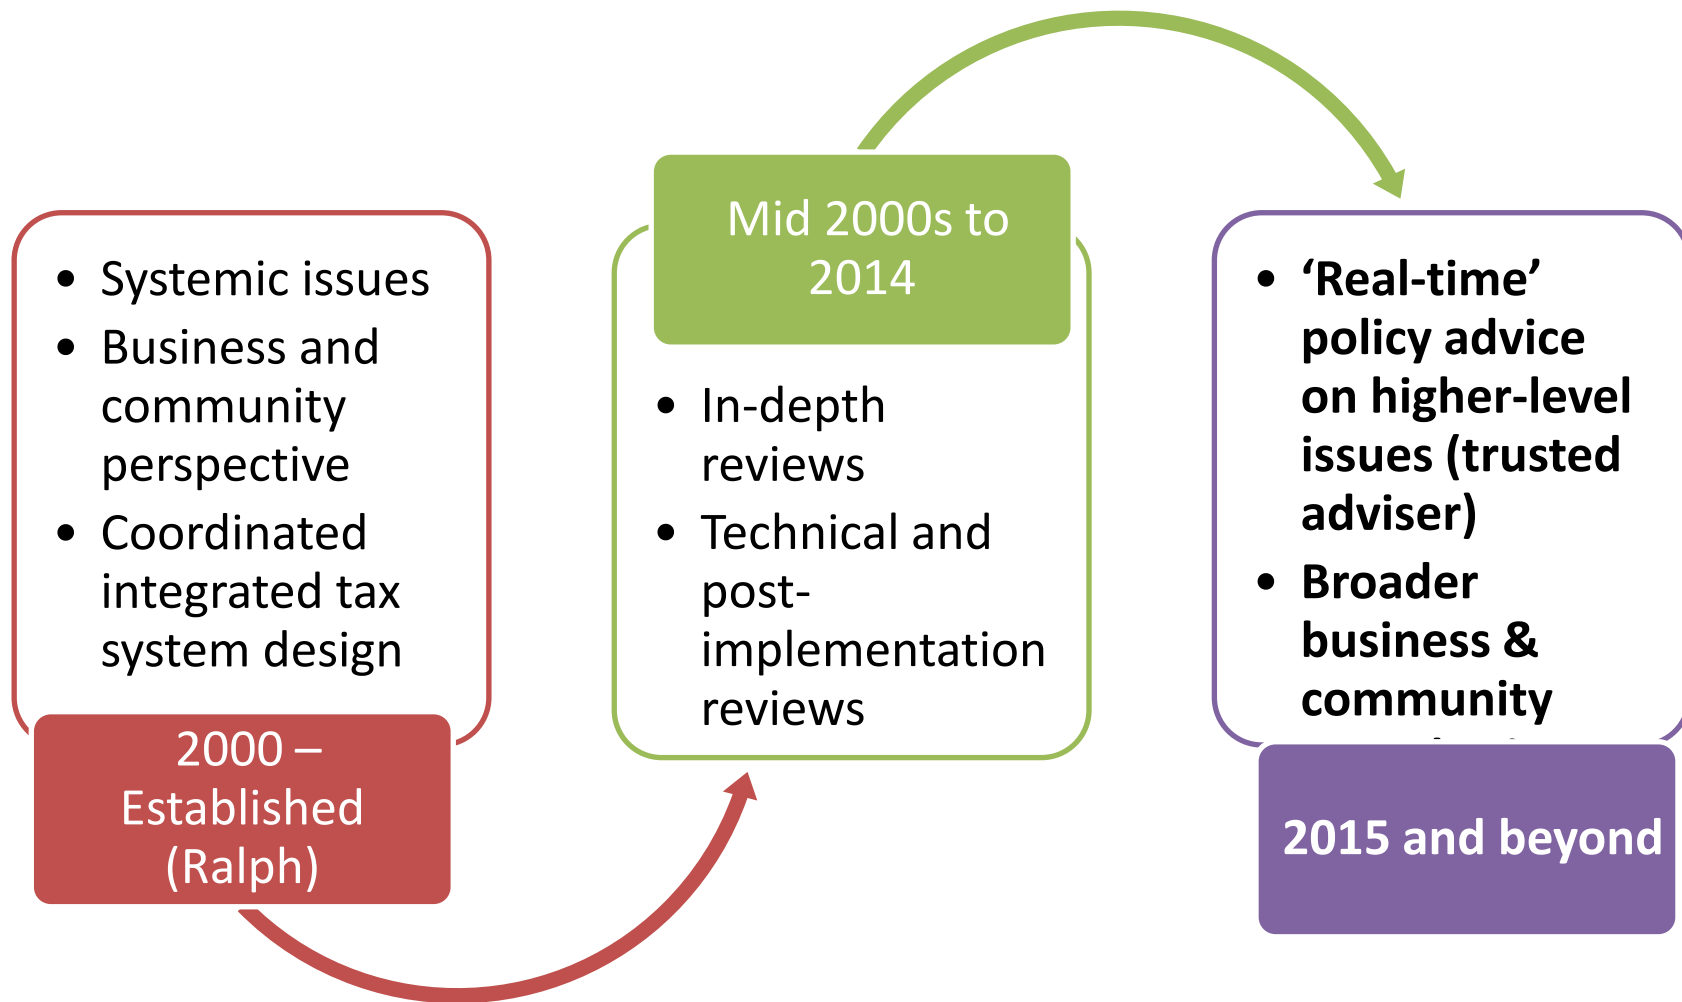 • Systemic issues
• Business and
community
perspective
• Coordinated
integrated tax
system design
2000 –
Established
(Ralph)
Mid 2000s to
2014
• In-depth
reviews
• Technical and
post-
implementation
reviews
• ‘Real-time’
policy advice
on higher-level
issues (trusted
adviser)
• Broader
business &
community
2015 and beyond